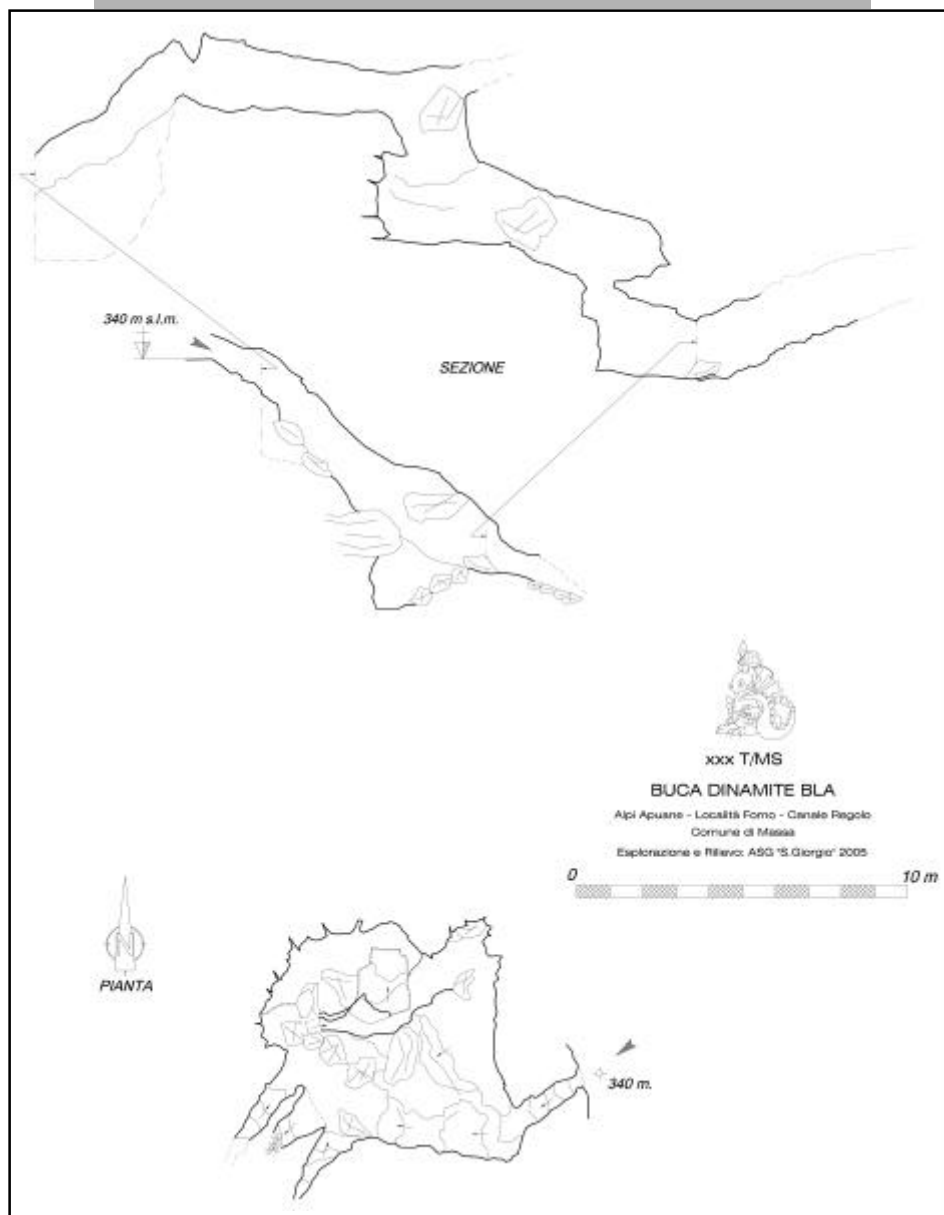 340 m s.l.m.
SEZIONE
xxx T/MS
BUCA DINAMITE BLA
Alpi Apuane - Località Forno - Canale Regolo
Comune di Massa
Esplorazione e Rilievo: ASG "S.Giorgio" 2005
0 10 m
N
PIANTA
340 m.